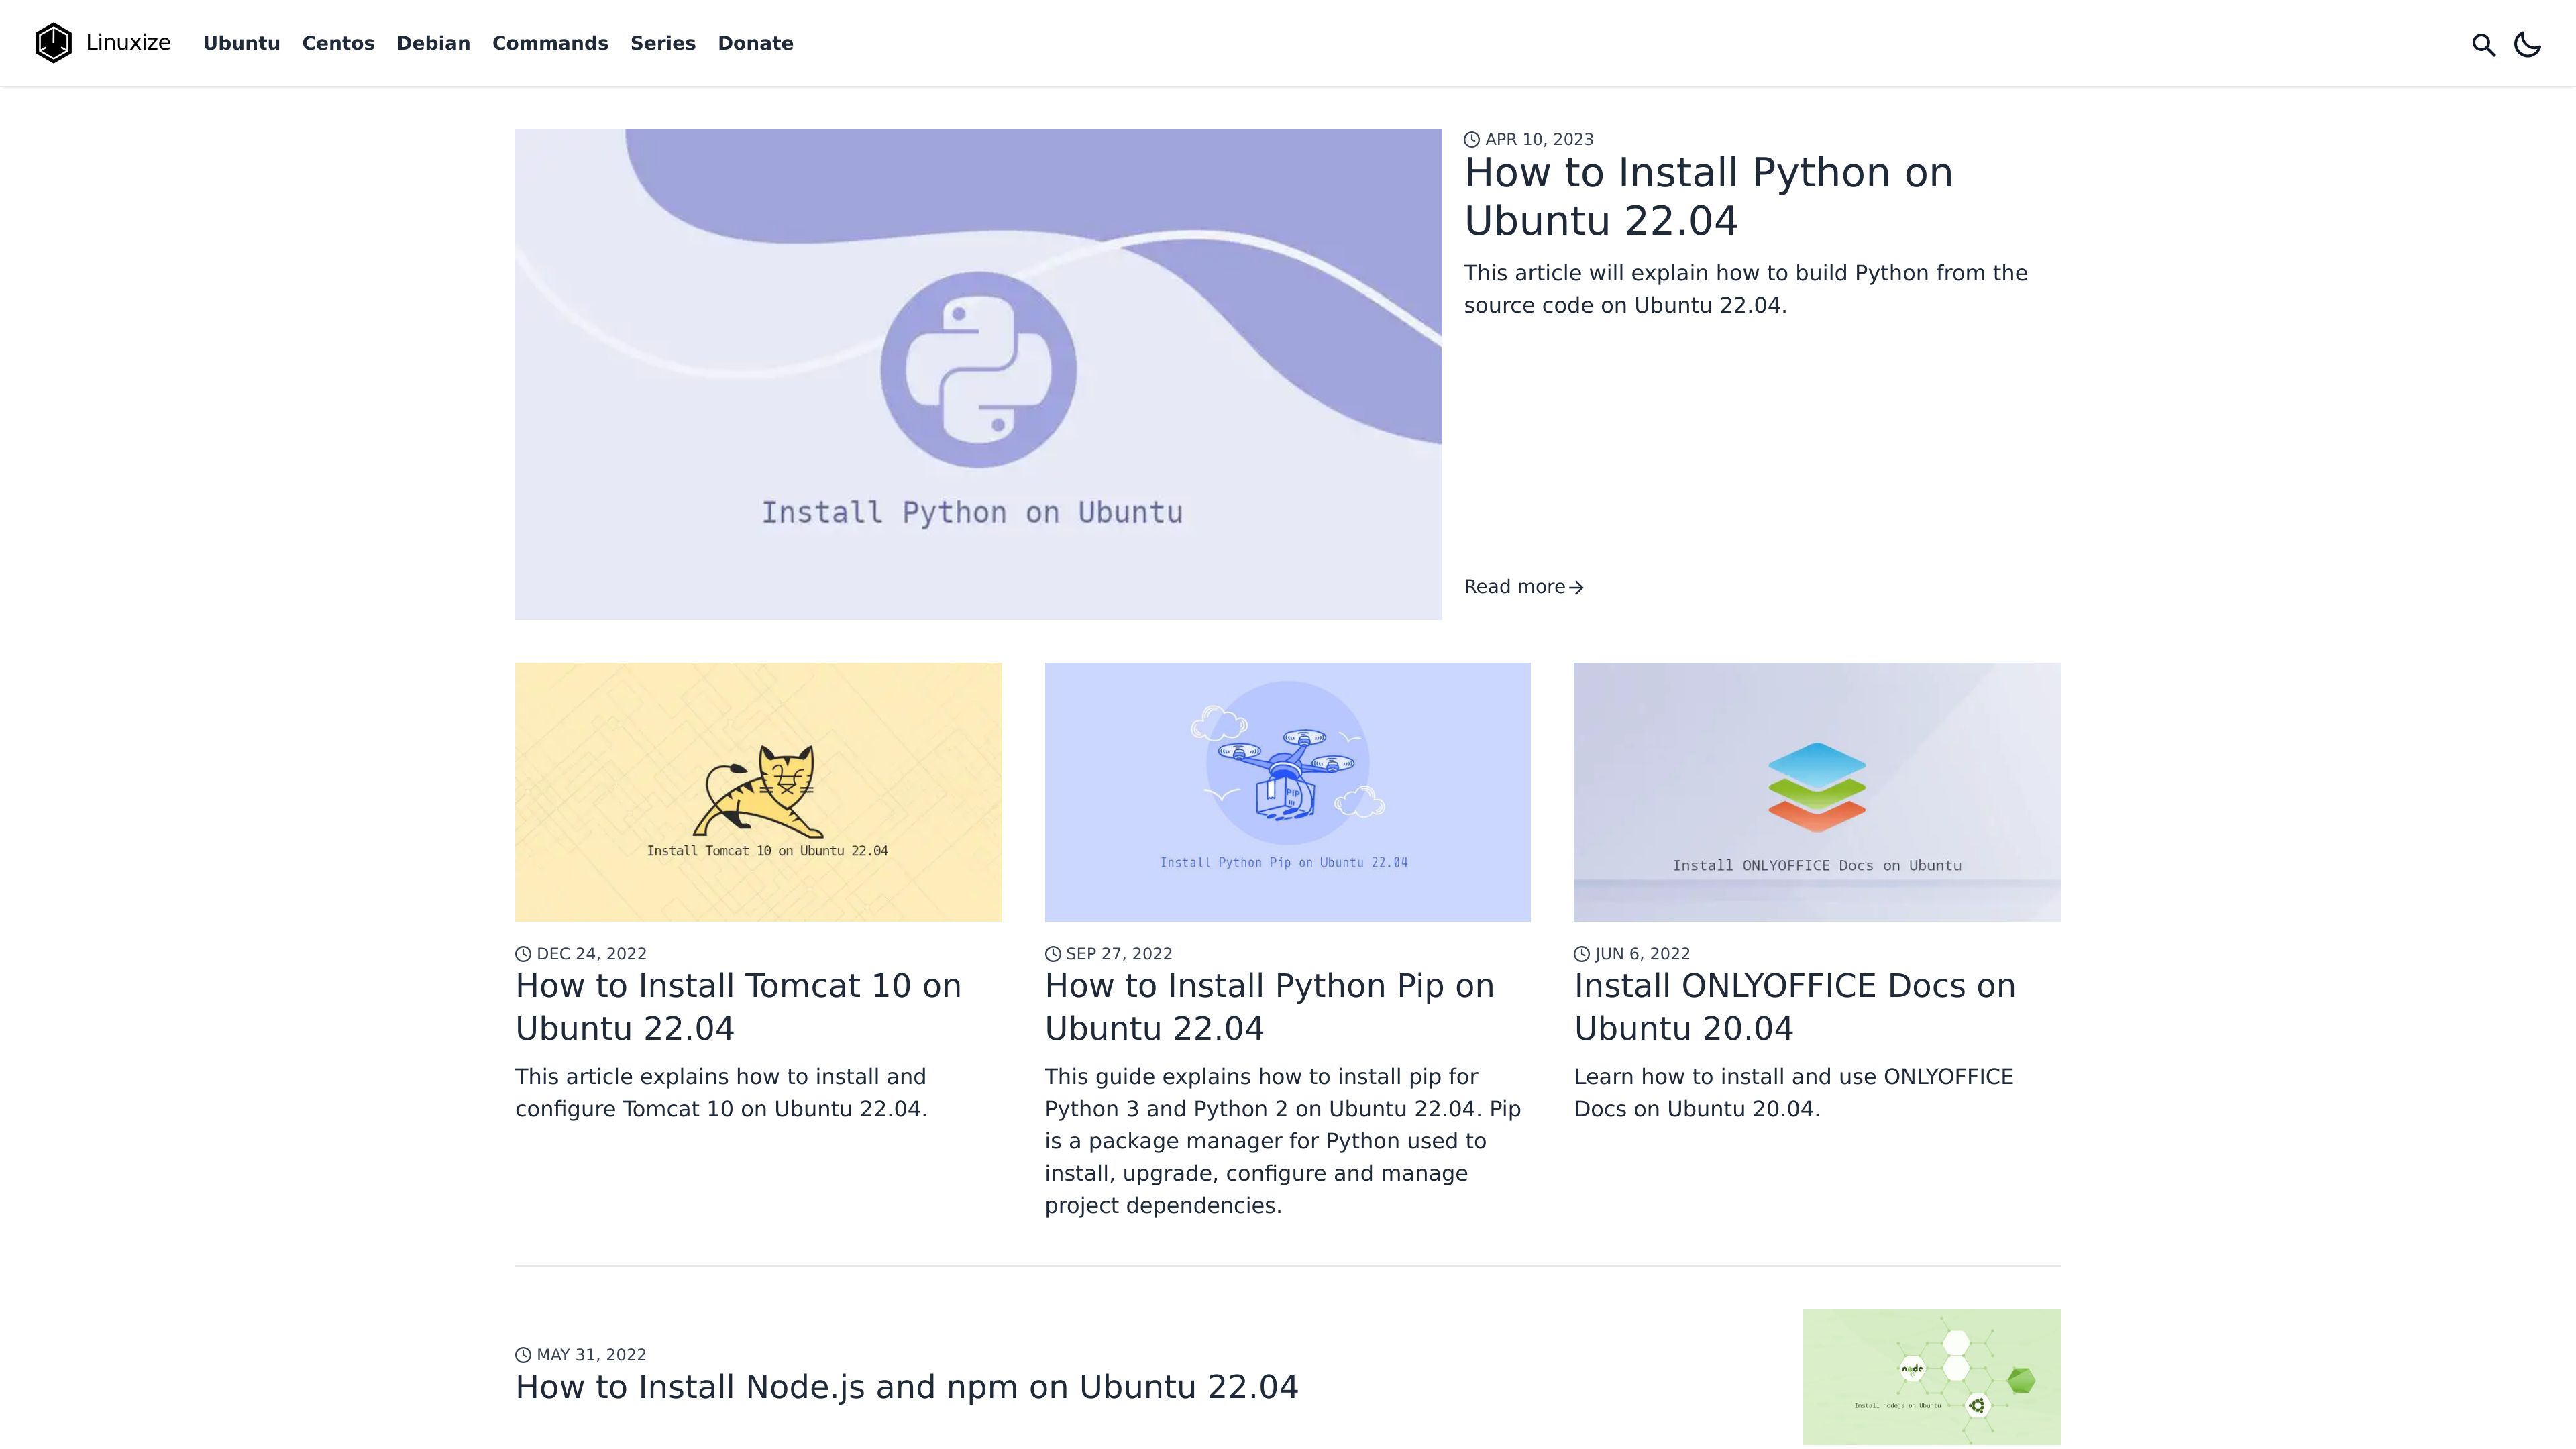 Linuxize Ubuntu Centos Debian Commands Series Donate
Install Python on Ubuntu
APR 10, 2023
How to Install Python on
Ubuntu 22.04
This article will explain how to build Python from the
source code on Ubuntu 22.04.
Read more
Install Tomcat 10 on Ubuntu 22.04
DEC 24, 2022
How to Install Tomcat 10 on
Ubuntu 22.04
This article explains how to install and
configure Tomcat 10 on Ubuntu 22.04.
PIP
Install Python Pip on Ubuntu 22.04
SEP 27, 2022
How to Install Python Pip on
Ubuntu 22.04
This guide explains how to install pip for
Python 3 and Python 2 on Ubuntu 22.04. Pip
is a package manager for Python used to
install, upgrade, configure and manage
project dependencies.
Install ONLYOFFICE Docs on Ubuntu
JUN 6, 2022
Install ONLYOFFICE Docs on
Ubuntu 20.04
Learn how to install and use ONLYOFFICE
Docs on Ubuntu 20.04.
MAY 31, 2022
How to Install Node.js and npm on Ubuntu 22.04
node
Install nodejs on Ubuntu